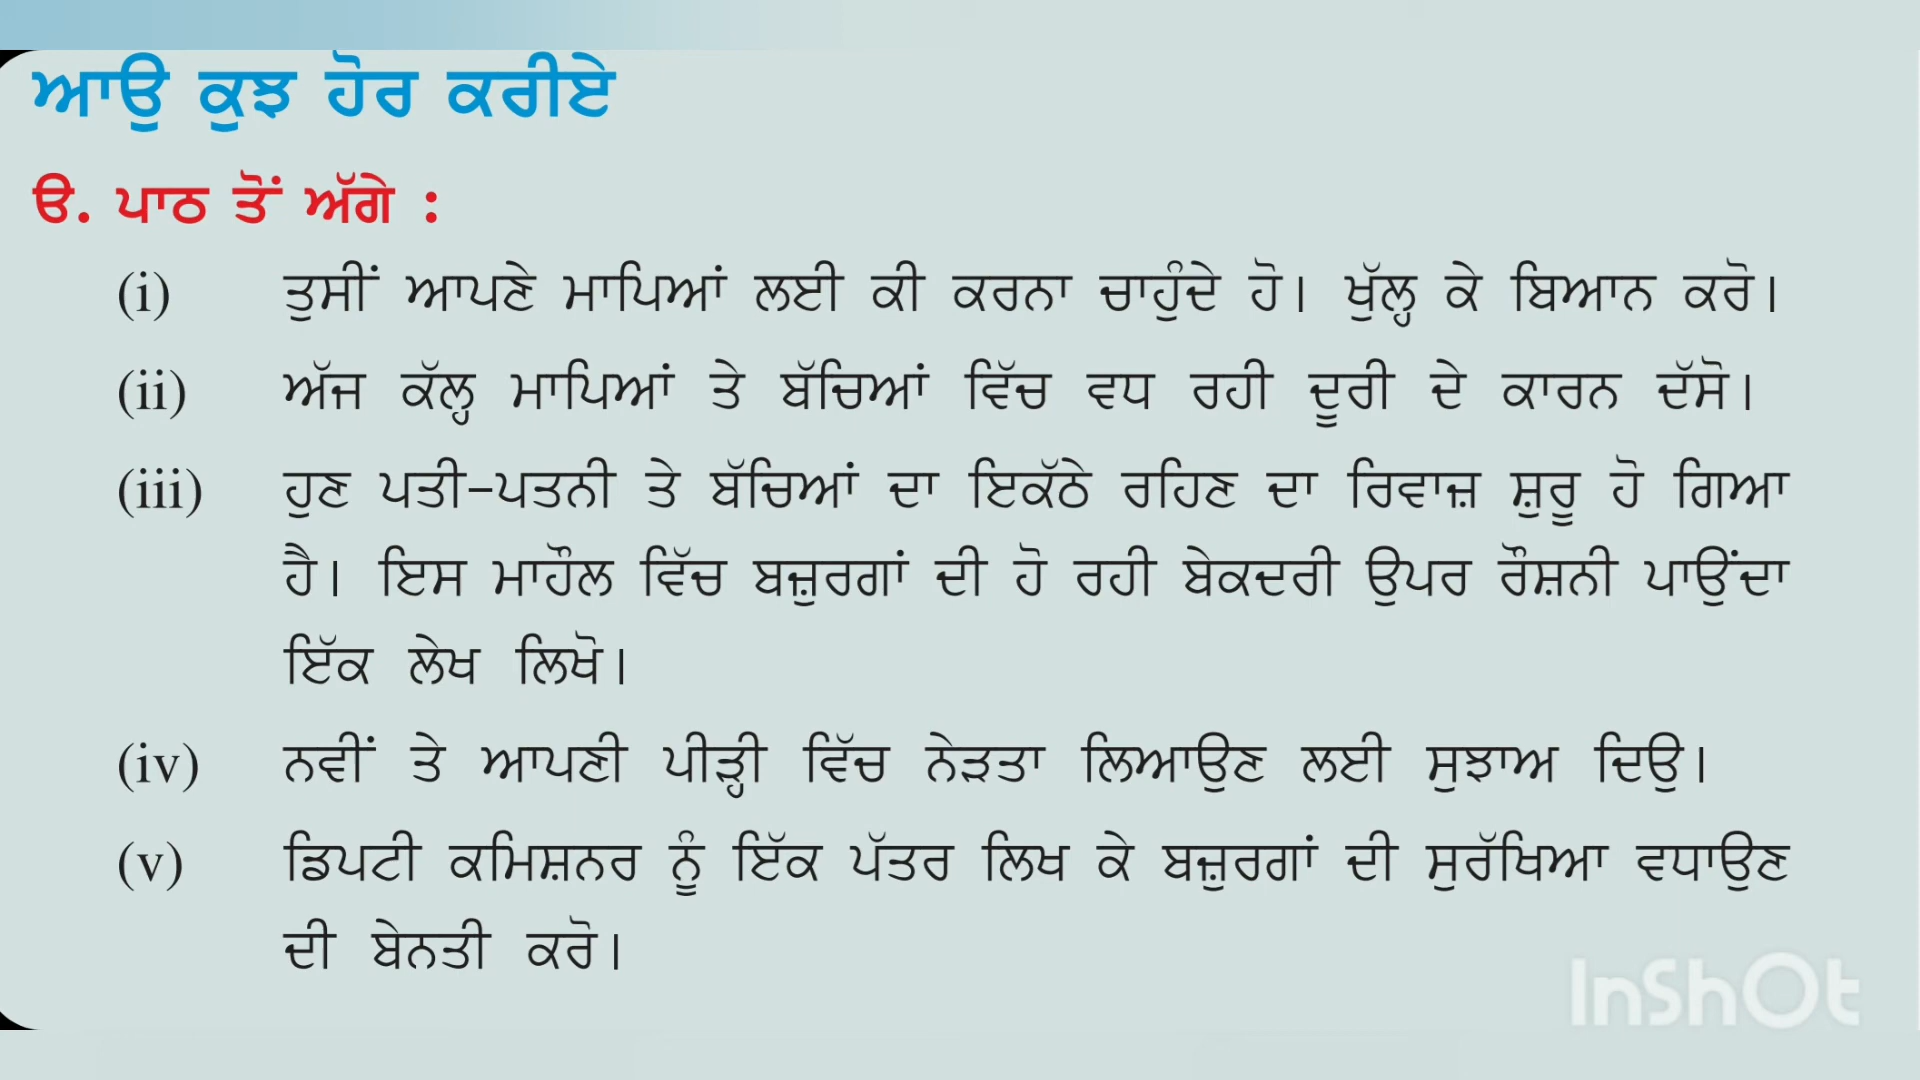 ਆਉ ਕੁਝ ਹੋਰ ਕਰੀਏ
ੳ. ਪਾਠ ਤੋਂ ਅੱਗੇ :
(i) ਤੁਸੀਂ ਆਪਣੇ ਮਾਪਿਆਂ ਲਈ ਕੀ ਕਰਨਾ ਚਾਹੁੰਦੇ ਹੋ। ਖੁੱਲ੍ਹ ਕੇ ਬਿਆਨ ਕਰੋ।
(ii) ਅੱਜ ਕੱਲ੍ਹ ਮਾਪਿਆਂ ਤੇ ਬੱਚਿਆਂ ਵਿੱਚ ਵਧ ਰਹੀ ਦੂਰੀ ਦੇ ਕਾਰਨ ਦੱਸੋ।
(iii) ਹੁਣ ਪਤੀ-ਪਤਨੀ ਤੇ ਬੱਚਿਆਂ ਦਾ ਇਕੱਠੇ ਰਹਿਣ ਦਾ ਰਿਵਾਜ਼ ਸ਼ੁਰੂ ਹੋ ਗਿਆ
ਹੈ। ਇਸ ਮਾਹੌਲ ਵਿੱਚ ਬਜ਼ੁਰਗਾਂ ਦੀ ਹੋ ਰਹੀ ਬੇਕਦਰੀ ਉਪਰ ਰੌਸ਼ਨੀ ਪਾਉਂਦਾ
ਇੱਕ ਲੇਖ ਲਿਖੋ।
(iv) ਨਵੀਂ ਤੇ ਆਪਣੀ ਪੀੜ੍ਹੀ ਵਿੱਚ ਨੇੜਤਾ ਲਿਆਉਣ ਲਈ ਸੁਝਾਅ ਦਿਉ।
(v) ਡਿਪਟੀ ਕਮਿਸ਼ਨਰ ਨੂੰ ਇੱਕ ਪੱਤਰ ਲਿਖ ਕੇ ਬਜ਼ੁਰਗਾਂ ਦੀ ਸੁਰੱਖਿਆ ਵਧਾਉਣ
ਦੀ ਬੇਨਤੀ ਕਰੋ।
InShOt